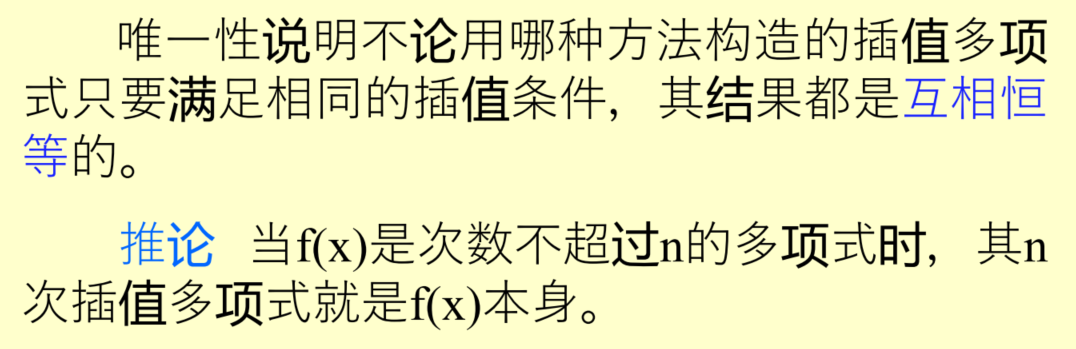 唯一性说明不论用哪种方法构造的插值多项
式只要满足相同的插值条件，其结果都是互相恒
等的。
推论 当f(x)是次数不超过n的多项式时，其n
次插值多项式就是f(x)本身。